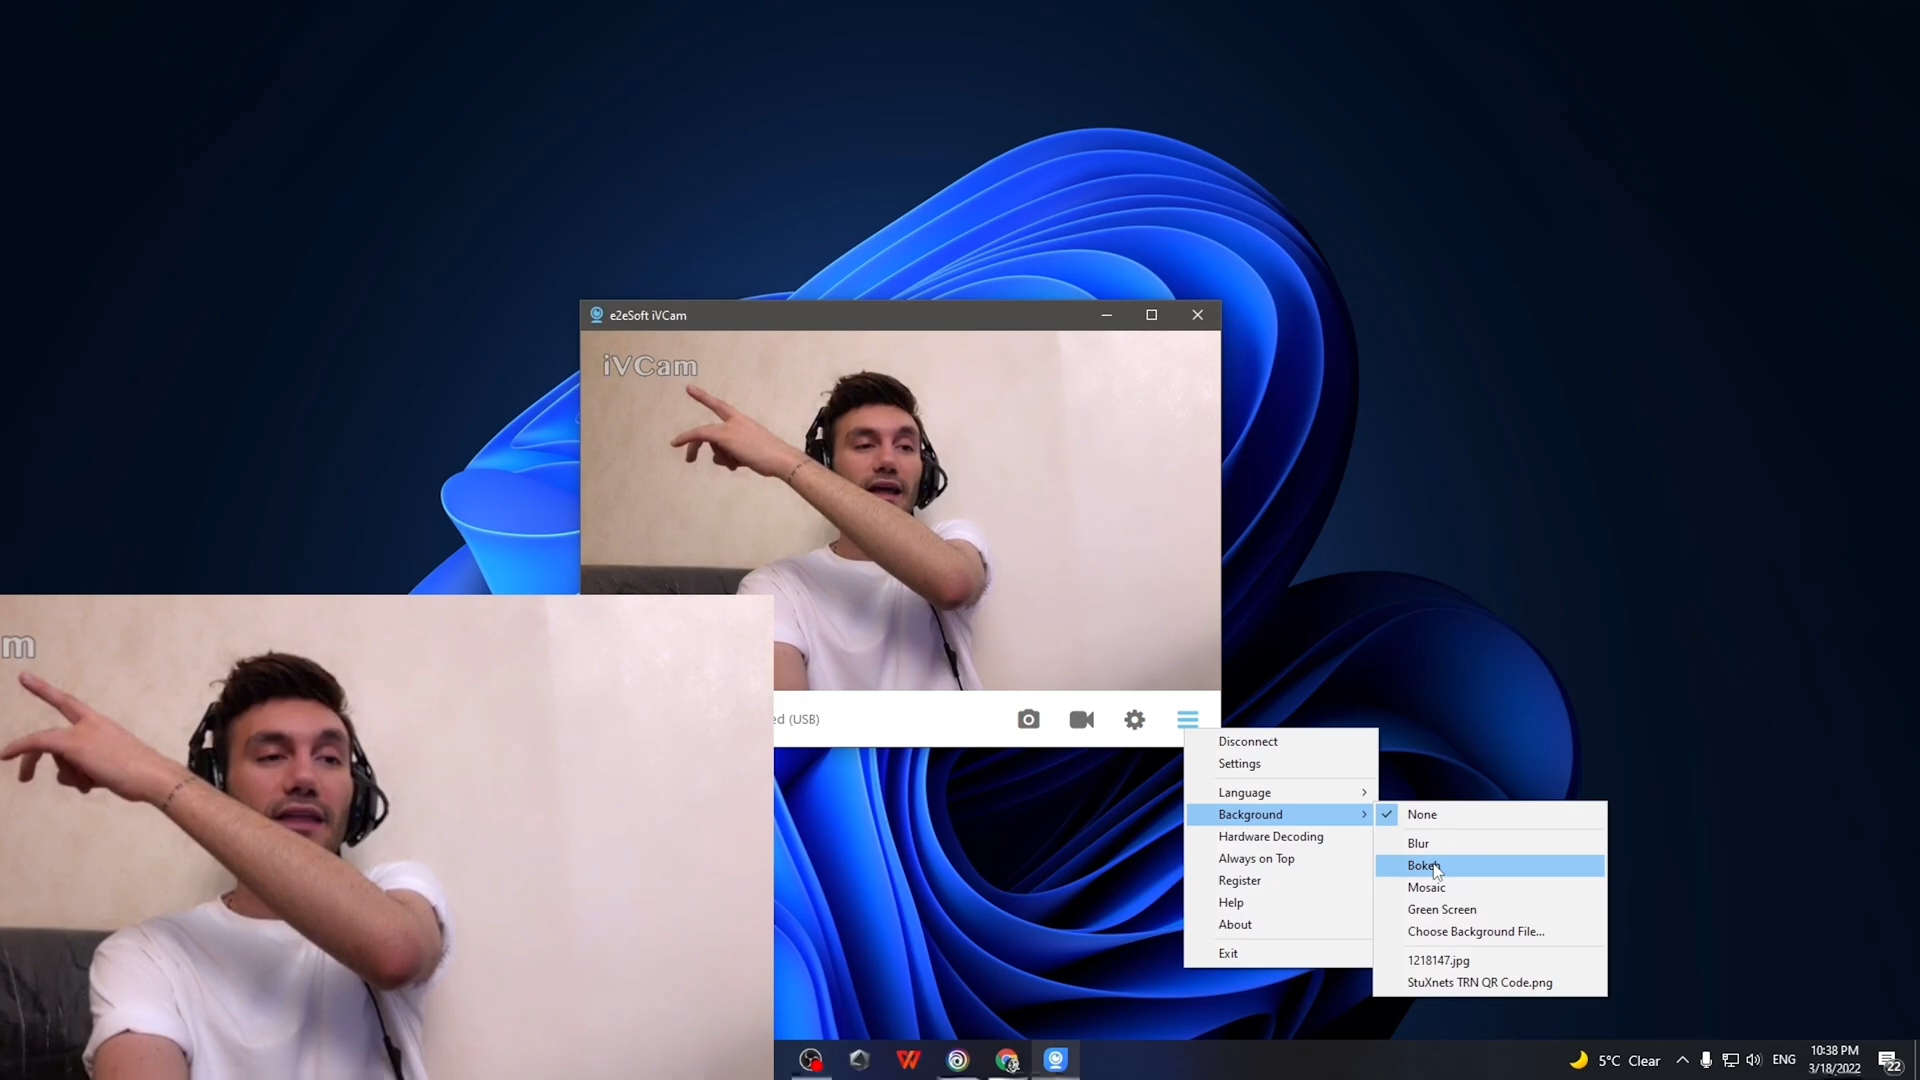 e2eSoft iVCam
iVCam
m
ed (USB)
Disconnect
Settings
Language
Background
Hardware Decoding
Always on Top
Register
Help
About
Exit
None
Blur
Bokeh
Mosaic
Green Screen
Choose Background File...
1218147.jpg
StuXnets TRN QR Code.png
5°C Clear
ENG
10:38 PM
3/18/2022
22